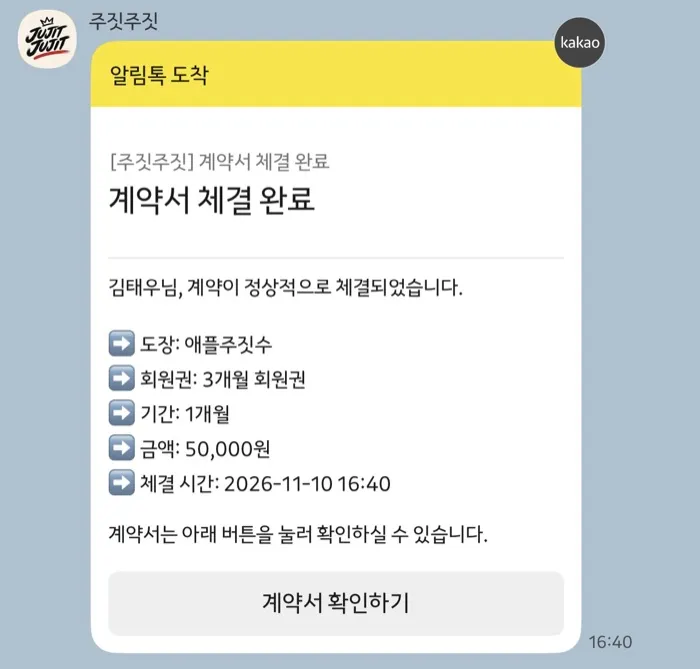 JUJIT
JUJIT
주짓주짓
kakao
알림톡 도착
[주짓주짓] 계약서 체결 완료
계약서 체결 완료
김태우님, 계약이 정상적으로 체결되었습니다.
➡️ 도장: 애플주짓수
➡️ 회원권: 3개월 회원권
➡️ 기간: 1개월
➡️ 금액: 50,000원
➡️ 체결 시간: 2026-11-10 16:40
계약서는 아래 버튼을 눌러 확인하실 수 있습니다.
계약서 확인하기
16:40